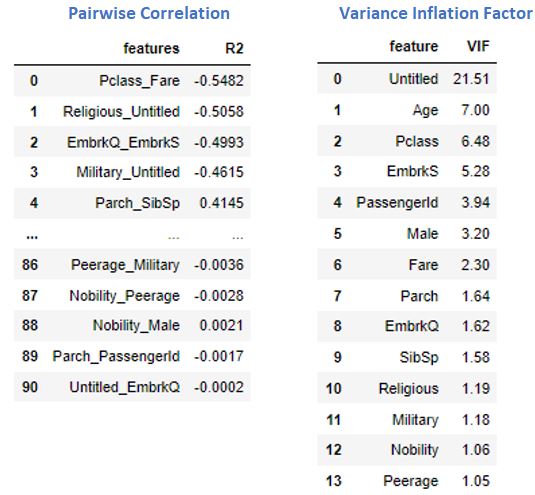 Pairwise Correlation
features R2
0 Pclass_Fare -0.5482
1 Religious_Untitled -0.5058
2 EmbrkQ_EmbrkS -0.4993
3 Military_Untitled -0.4615
4 Parch_SibSp 0.4145
... ... ...
86 Peerage_Military -0.0036
87 Nobility_Peerage -0.0028
88 Nobility_Male 0.0021
89 Parch_PassengerId -0.0017
90 Untitled_EmbrkQ -0.0002
Variance Inflation Factor
feature VIF
0 Untitled 21.51
1 Age 7.00
2 Pclass 6.48
3 EmbrkS 5.28
4 PassengerId 3.94
5 Male 3.20
6 Fare 2.30
7 Parch 1.64
8 EmbrkQ 1.62
9 SibSp 1.58
10 Religious 1.19
11 Military 1.18
12 Nobility 1.06
13 Peerage 1.05